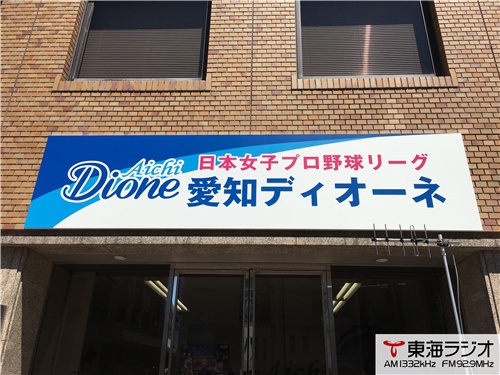 Aichi
Dione
日本女子プロ野球リーグ
愛知ディオーネ
東海ラジオ
AM1332kHz FM92.9MHz